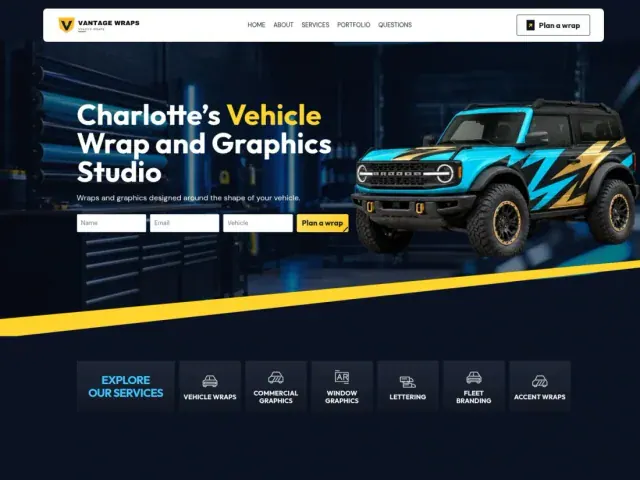 VANTAGE WRAPS
HOME ABOUT SERVICES PORTFOLIO QUESTIONS
Plan a wrap
Charlotte's Vehicle
Wrap and Graphics
Studio
Wraps and graphics designed around the shape of your vehicle.
Name Email Vehicle Plan a wrap
BRONCO
EXPLORE
OUR SERVICES
VEHICLE WRAPS
COMMERCIAL
GRAPHICS
WINDOW
GRAPHICS
LETTERING
FLEET
BRANDING
ACCENT WRAPS